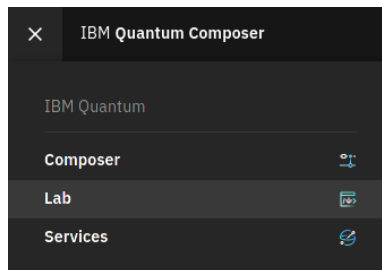 IBM Quantum Composer
IBM Quantum
Composer
Lab
Services